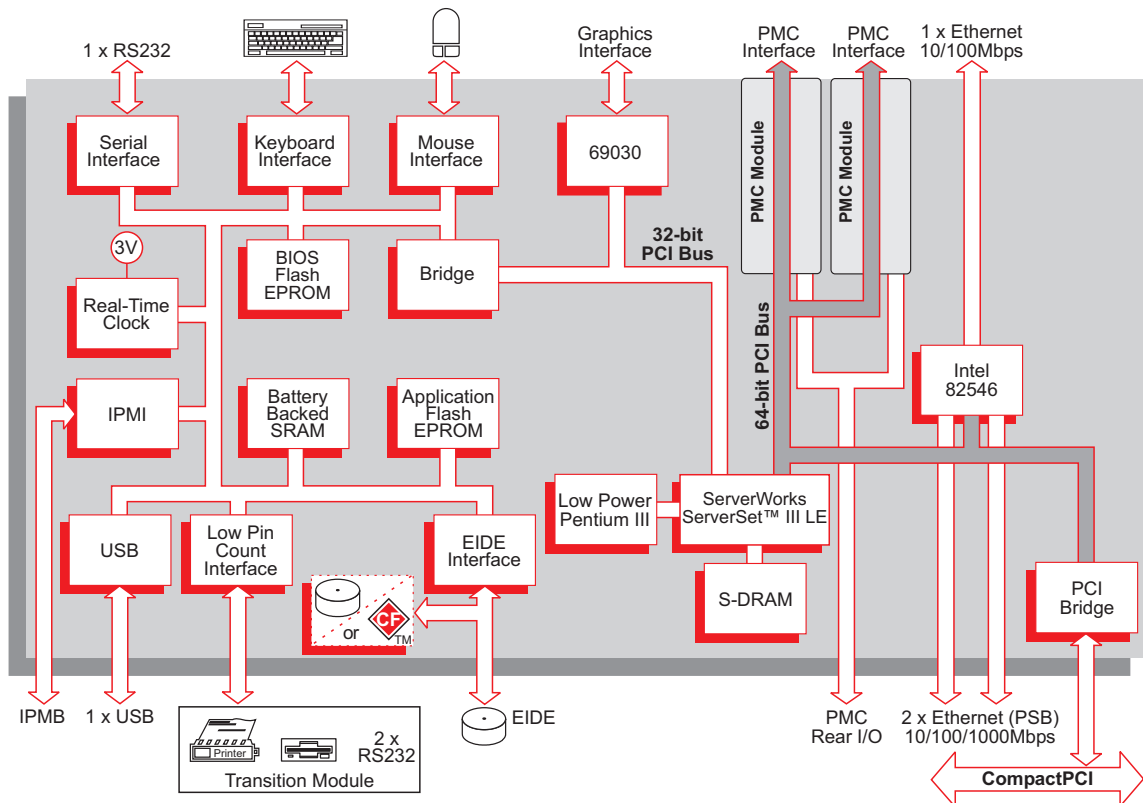 1 x RS232
Graphics
Interface
PMC
Interface
PMC
Interface
1 x Ethernet
10/100Mbps
Serial
Interface
Keyboard
Interface
Mouse
Interface
69030
PMC Module
PMC Module
3V
Real-Time
Clock
BIOS
Flash
EPROM
Bridge
32-bit
PCI Bus
64-bit PCI Bus
Intel
82546
IPMI
Battery
Backed
SRAM
Application
Flash
EPROM
Low Power
Pentium III
ServerWorks
ServerSet™ III LE
USB
Low Pin
Count
Interface
EIDE
Interface
S-DRAM
PCI
Bridge
or
CF
TM
IPMB
1 x USB
EIDE
PMC
Rear I/O
2 x Ethernet (PSB)
10/100/1000Mbps
Printer
2 x
RS232
Transition Module
CompactPCI